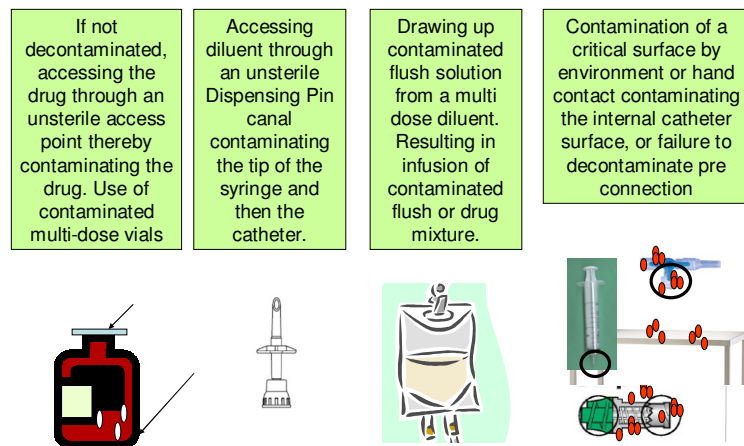 If not
decontaminated,
accessing the
drug through an
unsterile access
point thereby
contaminating the
drug. Use of
contaminated
multi-dose vials
Accessing
diluent through
an unsterile
Dispensing Pin
canal
contaminating
the tip of the
syringe and
then the
catheter.
Drawing up
contaminated
flush solution
from a multi
dose diluent.
Resulting in
infusion of
contaminated
flush or drug
mixture.
Contamination of a
critical surface by
environment or hand
contact contaminating
the internal catheter
surface, or failure to
decontaminate pre
connection